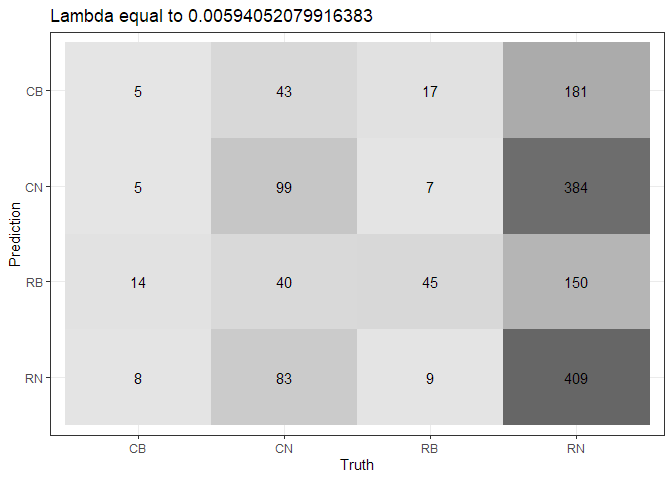 Lambda equal to 0.00594052079916383
CB 5 43 17 181
CN 5 99 7 384
RB 14 40 45 150
RN 8 83 9 409
CB CN RB RN
Truth
Prediction